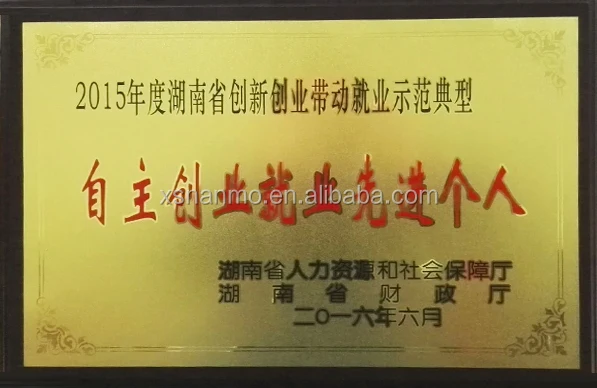 2015年度湖南省创新创业带动就业示范典型
自主创业就业先进个人
xshanmo.en.alibaba.com
湖南省人力资源和社会保障厅
湖南省财政厅
二〇一六年六月